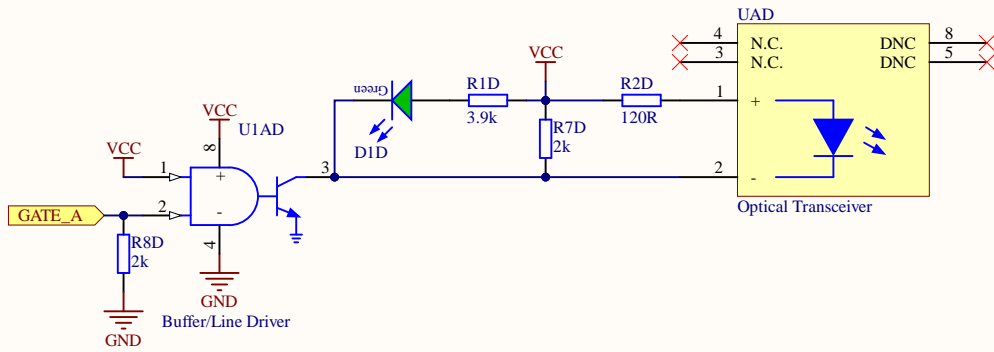 UAD
4 N.C. DNC 8
3 N.C. DNC 5
VCC
Green
R1D
3.9k
R2D
120R
1 +
D1D
R7D
2k
VCC
U1AD
8
VCC
1 +
3
2 -
Optical Transceiver
GATE_A
2 -
R8D
2k
4
GND
GND
Buffer/Line Driver